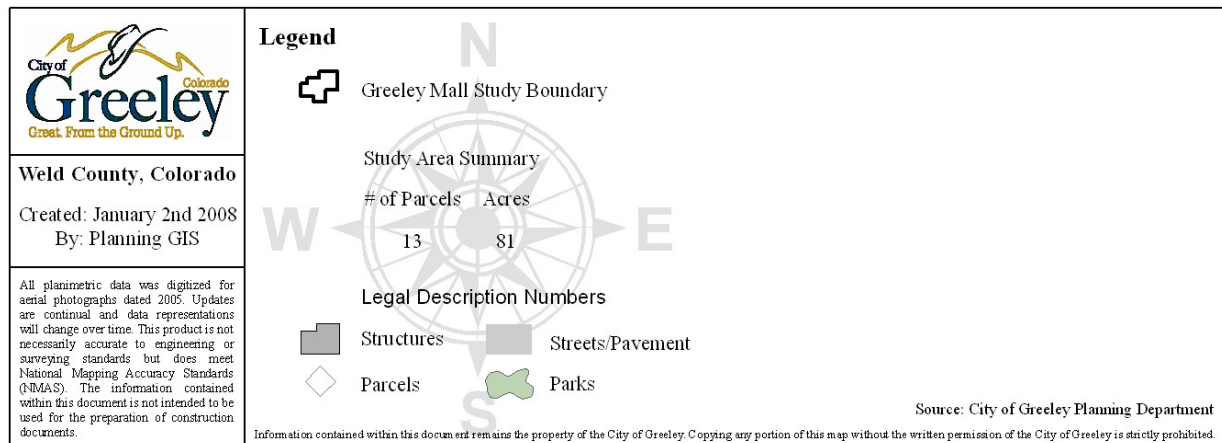 City of
Colorado
Greeley
Great. From the Ground Up.
Weld County, Colorado
Created: January 2nd 2008
By: Planning GIS
All planimetric data was digitized for
aerial photographs dated 2005. Updates
are continual and data representations
will change over time. This product is not
necessarily accurate to engineering or
surveying standards but does meet
National Mapping Accuracy Standards
(NMAS). The information contained
within this document is not intended to be
used for the preparation of construction
documents.
Legend
N
Greeley Mall Study Boundary
Study Area Summary
# of Parcels Acres
W
E
13 81
Legal Description Numbers
Structures
Streets/Pavement
Parcels
Parks
S
Source: City of Greeley Planning Department
Information contained within this document remains the property of the City of Greeley. Copying any portion of this map without the written permission of the City of Greeley is strictly prohibited.